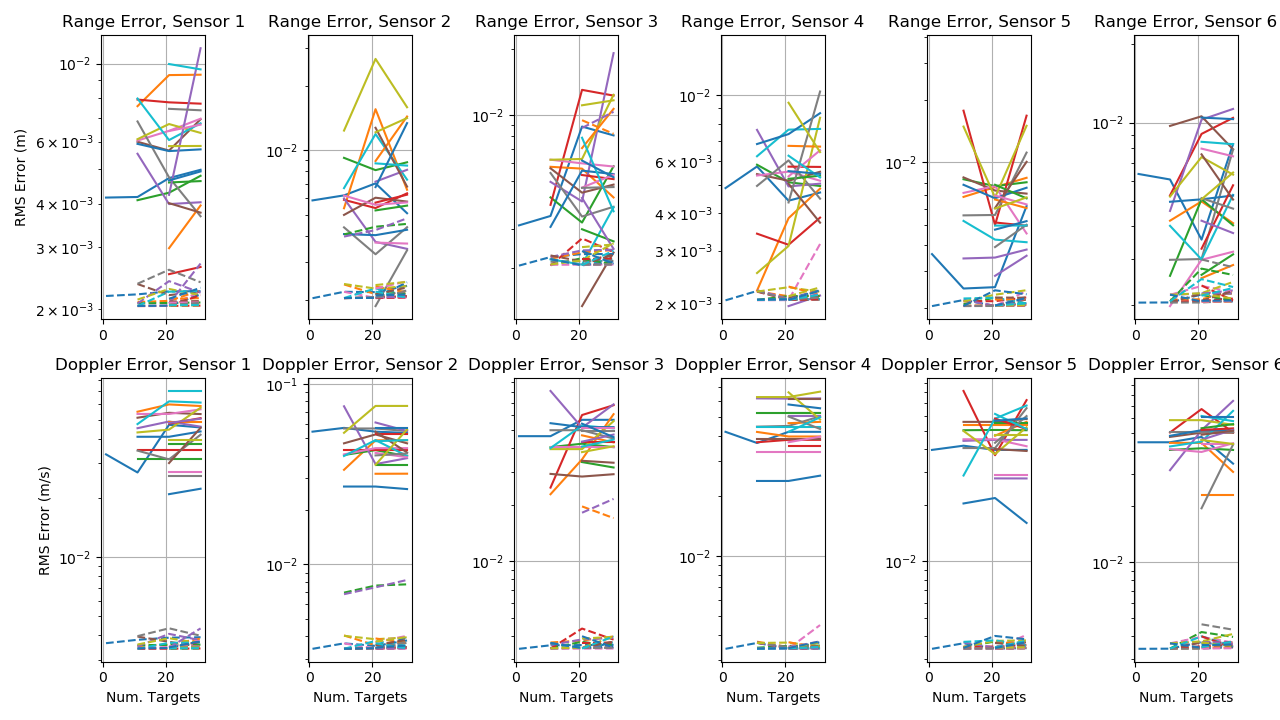 Range Error, Sensor 1
Range Error, Sensor 2
Range Error, Sensor 3
Range Error, Sensor 4
Range Error, Sensor 5
Range Error, Sensor 6
RMS Error (m)
10⁻²
6 × 10⁻³
4 × 10⁻³
3 × 10⁻³
2 × 10⁻³
0
20
10⁻²
0
20
10⁻²
0
20
10⁻²
6 × 10⁻³
4 × 10⁻³
3 × 10⁻³
2 × 10⁻³
0
20
10⁻²
0
20
10⁻²
0
20
Doppler Error, Sensor 1
Doppler Error, Sensor 2
Doppler Error, Sensor 3
Doppler Error, Sensor 4
Doppler Error, Sensor 5
Doppler Error, Sensor 6
RMS Error (m/s)
10⁻²
0
20
Num. Targets
10⁻¹
10⁻²
0
20
Num. Targets
10⁻²
0
20
Num. Targets
10⁻²
0
20
Num. Targets
10⁻²
0
20
Num. Targets
10⁻²
0
20
Num. Targets